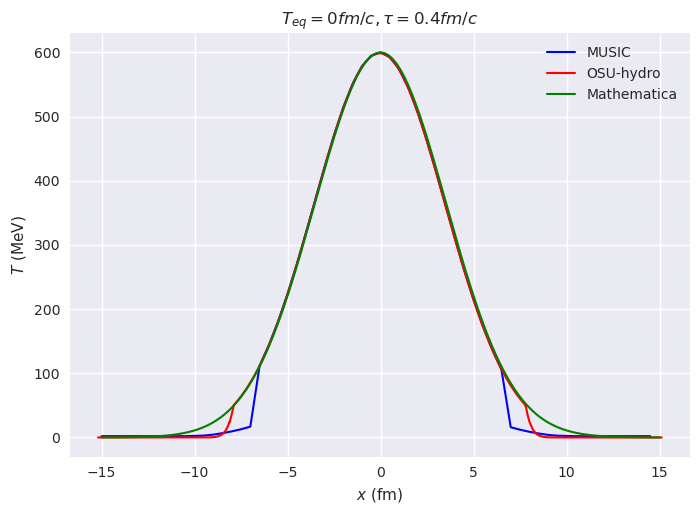 T_eq = 0fm/c, τ = 0.4fm/c
MUSIC
OSU-hydro
Mathematica
T (MeV)
600
500
400
300
200
100
0
−15
−10
−5
0
5
10
15
x (fm)